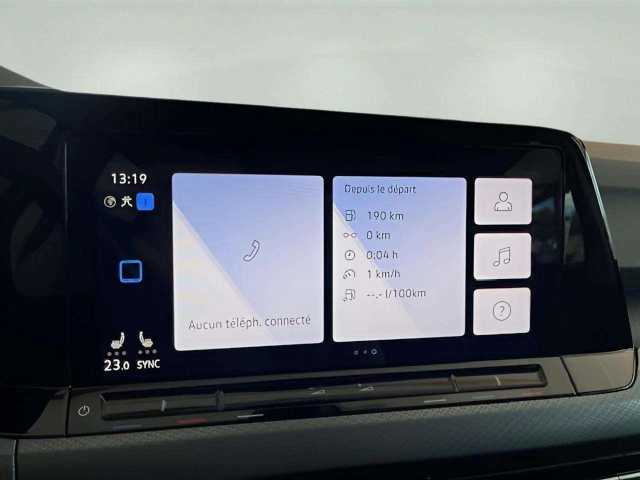 13:19
Aucun téléph. connecté
Depuis le départ
190 km
0 km
0:04 h
1 km/h
--.- l/100km
?
23.0 SYNC